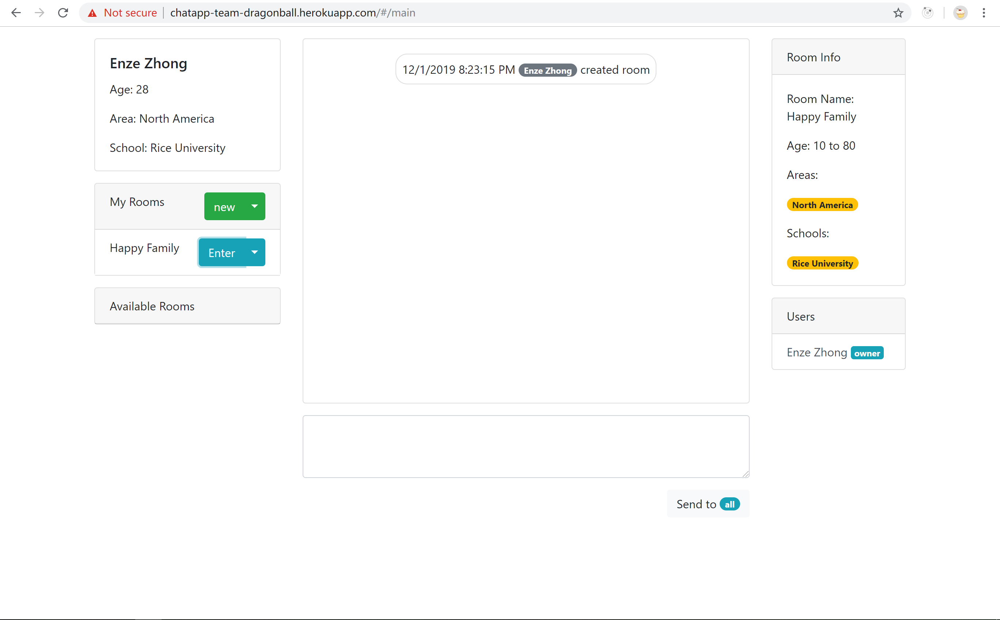 Not secure
chatapp-team-dragonball.herokuapp.com/#/main
Enze Zhong
Age: 28
Area: North America
School: Rice University
My Rooms
new
Happy Family
Enter
Available Rooms
12/1/2019 8:23:15 PM Enze Zhong created room
Send to all
Room Info
Room Name:
Happy Family
Age: 10 to 80
Areas:
North America
Schools:
Rice University
Users
Enze Zhong owner